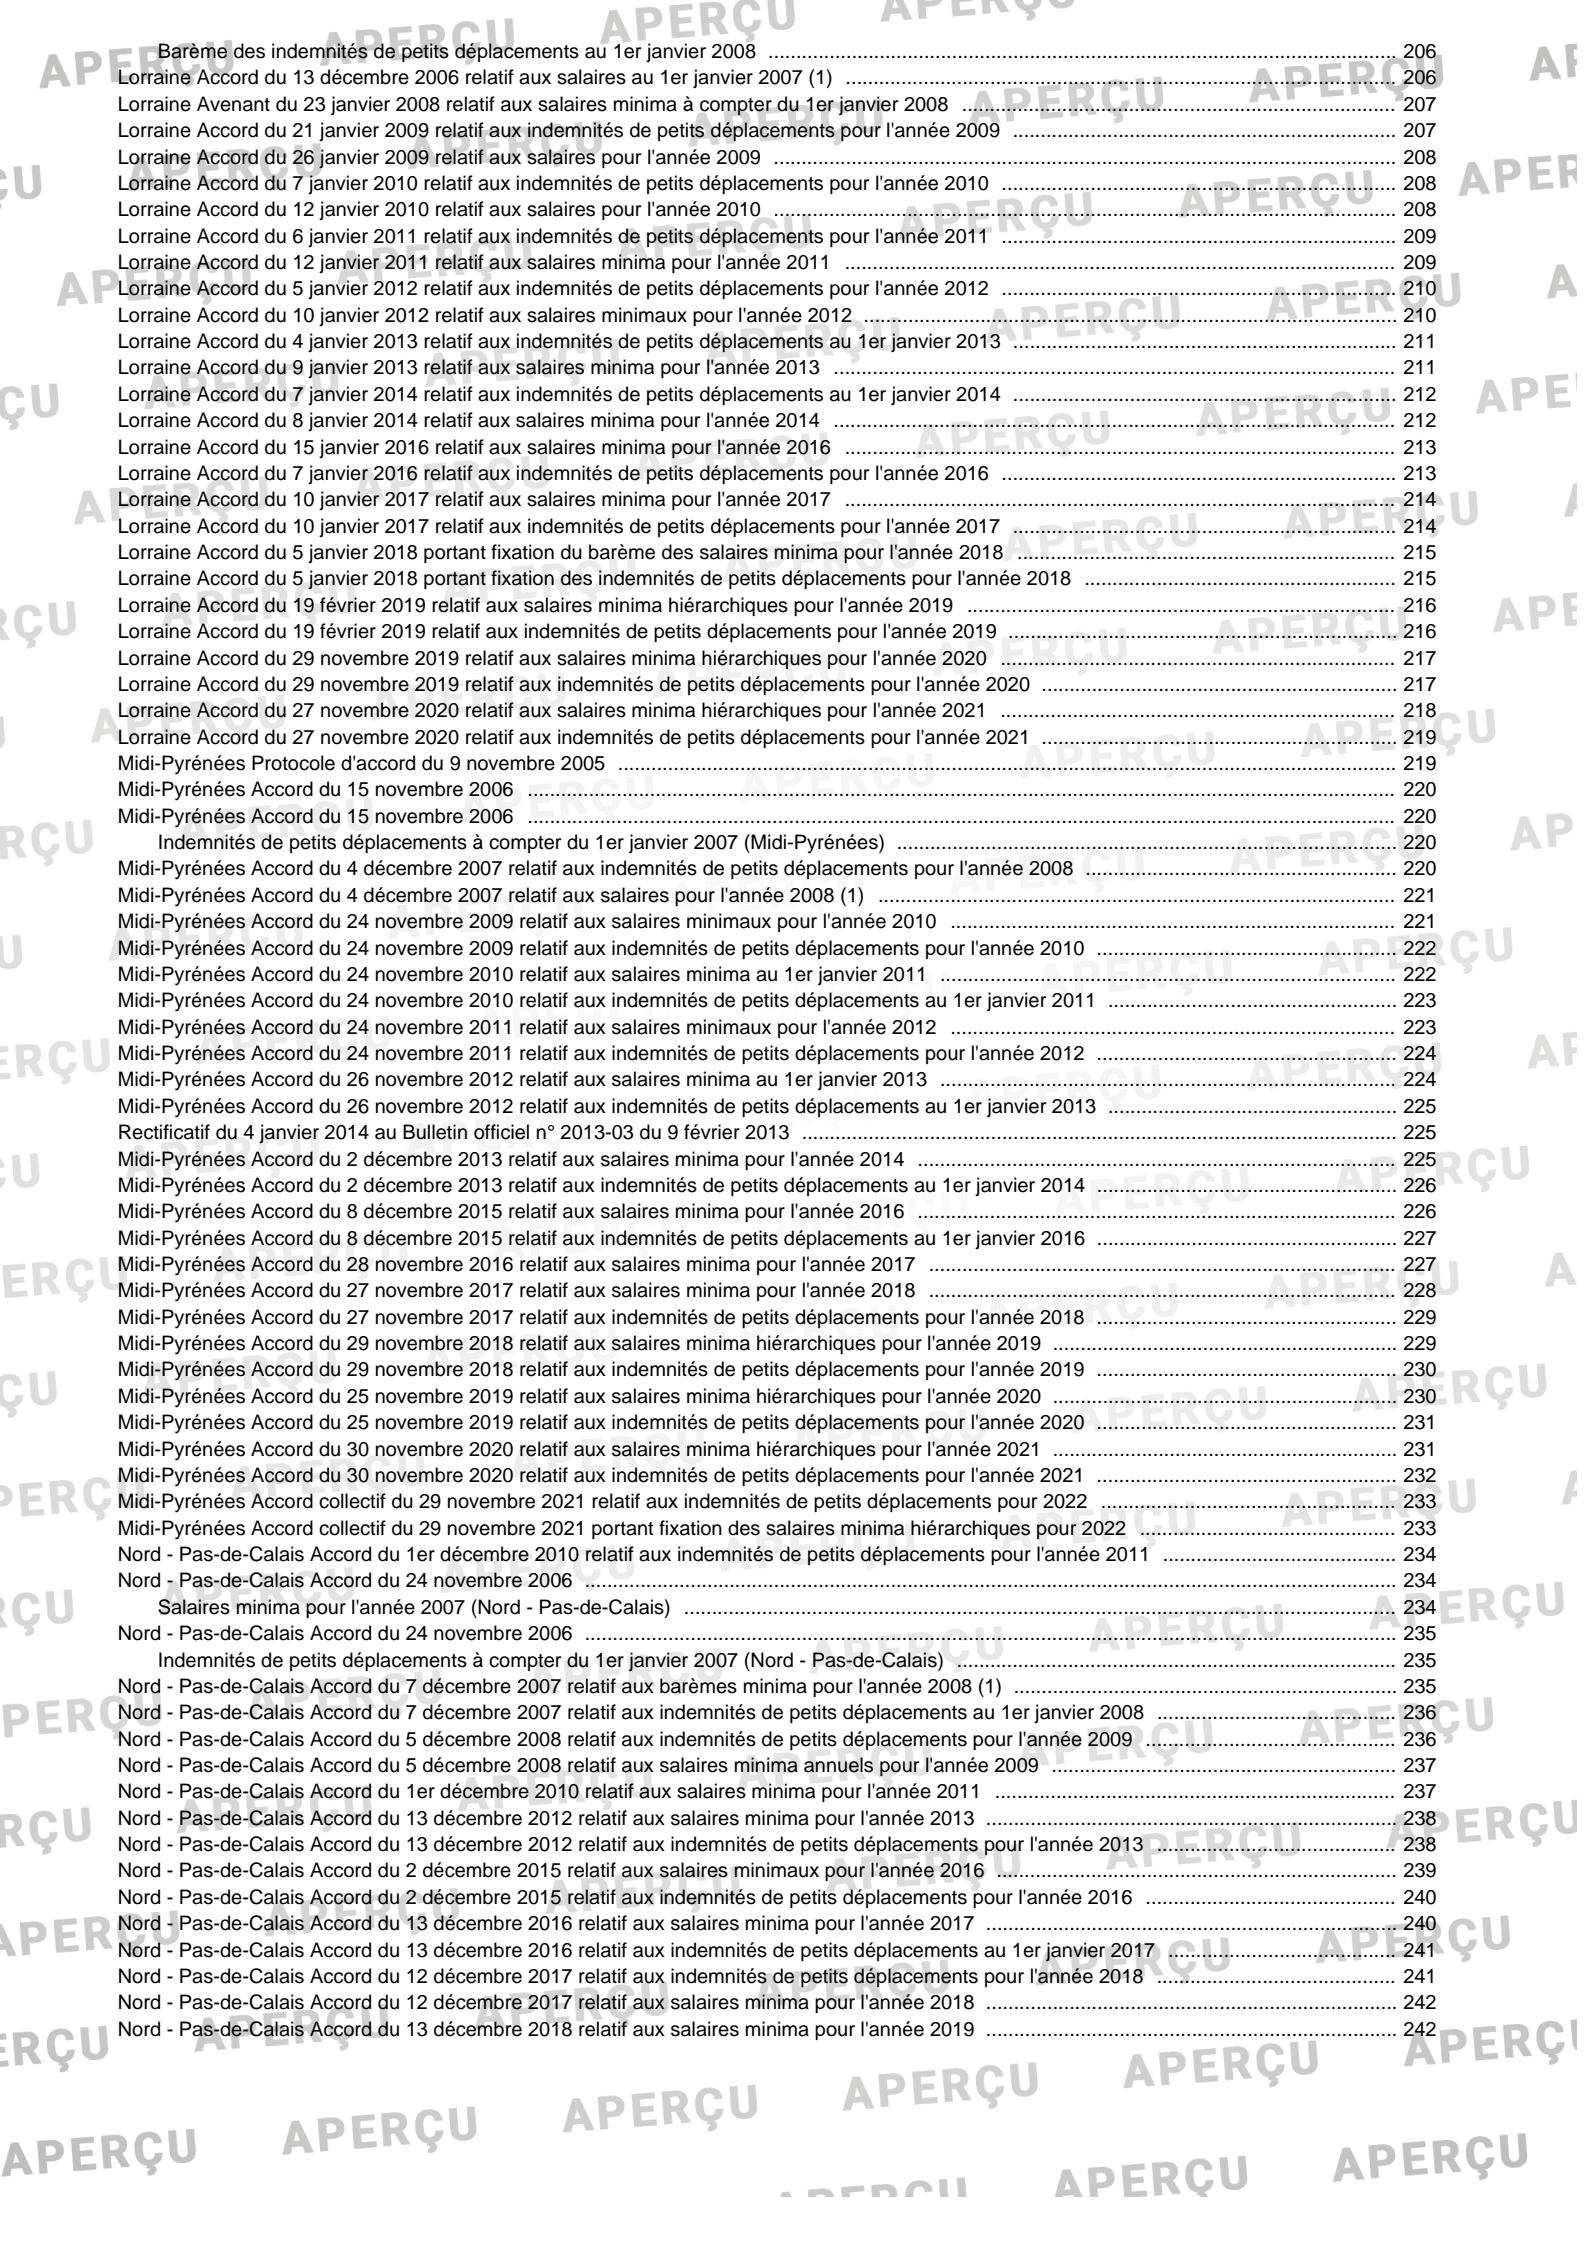 Barème des indemnités de petits déplacements au 1er janvier 2008 ... 206
Lorraine Accord du 13 décembre 2006 relatif aux salaires au 1er janvier 2007 (1) ... 206
Lorraine Avenant du 23 janvier 2008 relatif aux salaires minima à compter du 1er janvier 2008 ... 207
Lorraine Accord du 21 janvier 2009 relatif aux indemnités de petits déplacements pour l'année 2009 ... 207
Lorraine Accord du 26 janvier 2009 relatif aux salaires pour l'année 2009 ... 208
Lorraine Accord du 7 janvier 2010 relatif aux indemnités de petits déplacements pour l'année 2010 ... 208
Lorraine Accord du 12 janvier 2010 relatif aux salaires pour l'année 2010 ... 208
Lorraine Accord du 6 janvier 2011 relatif aux indemnités de petits déplacements pour l'année 2011 ... 209
Lorraine Accord du 12 janvier 2011 relatif aux salaires minima pour l'année 2011 ... 209
Lorraine Accord du 5 janvier 2012 relatif aux indemnités de petits déplacements pour l'année 2012 ... 210
Lorraine Accord du 10 janvier 2012 relatif aux salaires minimaux pour l'année 2012 ... 210
Lorraine Accord du 4 janvier 2013 relatif aux indemnités de petits déplacements au 1er janvier 2013 ... 211
Lorraine Accord du 9 janvier 2013 relatif aux salaires minima pour l'année 2013 ... 211
Lorraine Accord du 7 janvier 2014 relatif aux indemnités de petits déplacements au 1er janvier 2014 ... 212
Lorraine Accord du 8 janvier 2014 relatif aux salaires minima pour l'année 2014 ... 212
Lorraine Accord du 15 janvier 2016 relatif aux salaires minima pour l'année 2016 ... 213
Lorraine Accord du 7 janvier 2016 relatif aux indemnités de petits déplacements pour l'année 2016 ... 213
Lorraine Accord du 10 janvier 2017 relatif aux salaires minima pour l'année 2017 ... 214
Lorraine Accord du 10 janvier 2017 relatif aux indemnités de petits déplacements pour l'année 2017 ... 214
Lorraine Accord du 5 janvier 2018 portant fixation du barème des salaires minima pour l'année 2018 ... 215
Lorraine Accord du 5 janvier 2018 portant fixation des indemnités de petits déplacements pour l'année 2018 ... 215
Lorraine Accord du 19 février 2019 relatif aux salaires minima hiérarchiques pour l'année 2019 ... 216
Lorraine Accord du 19 février 2019 relatif aux indemnités de petits déplacements pour l'année 2019 ... 216
Lorraine Accord du 29 novembre 2019 relatif aux salaires minima hiérarchiques pour l'année 2020 ... 217
Lorraine Accord du 29 novembre 2019 relatif aux indemnités de petits déplacements pour l'année 2020 ... 217
Lorraine Accord du 27 novembre 2020 relatif aux salaires minima hiérarchiques pour l'année 2021 ... 218
Lorraine Accord du 27 novembre 2020 relatif aux indemnités de petits déplacements pour l'année 2021 ... 219
Midi-Pyrénées Protocole d'accord du 9 novembre 2005 ... 219
Midi-Pyrénées Accord du 15 novembre 2006 ... 220
Midi-Pyrénées Accord du 15 novembre 2006 ... 220
Indemnités de petits déplacements à compter du 1er janvier 2007 (Midi-Pyrénées) ... 220
Midi-Pyrénées Accord du 4 décembre 2007 relatif aux indemnités de petits déplacements pour l'année 2008 ... 220
Midi-Pyrénées Accord du 4 décembre 2007 relatif aux salaires pour l'année 2008 (1) ... 221
Midi-Pyrénées Accord du 24 novembre 2009 relatif aux salaires minimaux pour l'année 2010 ... 221
Midi-Pyrénées Accord du 24 novembre 2009 relatif aux indemnités de petits déplacements pour l'année 2010 ... 222
Midi-Pyrénées Accord du 24 novembre 2010 relatif aux salaires minima au 1er janvier 2011 ... 222
Midi-Pyrénées Accord du 24 novembre 2010 relatif aux indemnités de petits déplacements au 1er janvier 2011 ... 223
Midi-Pyrénées Accord du 24 novembre 2011 relatif aux salaires minimaux pour l'année 2012 ... 223
Midi-Pyrénées Accord du 24 novembre 2011 relatif aux indemnités de petits déplacements pour l'année 2012 ... 224
Midi-Pyrénées Accord du 26 novembre 2012 relatif aux salaires minima au 1er janvier 2013 ... 224
Midi-Pyrénées Accord du 26 novembre 2012 relatif aux indemnités de petits déplacements au 1er janvier 2013 ... 225
Rectificatif du 4 janvier 2014 au Bulletin officiel n° 2013-03 du 9 février 2013 ... 225
Midi-Pyrénées Accord du 2 décembre 2013 relatif aux salaires minima pour l'année 2014 ... 225
Midi-Pyrénées Accord du 2 décembre 2013 relatif aux indemnités de petits déplacements au 1er janvier 2014 ... 226
Midi-Pyrénées Accord du 8 décembre 2015 relatif aux salaires minima pour l'année 2016 ... 226
Midi-Pyrénées Accord du 8 décembre 2015 relatif aux indemnités de petits déplacements au 1er janvier 2016 ... 227
Midi-Pyrénées Accord du 28 novembre 2016 relatif aux salaires minima pour l'année 2017 ... 227
Midi-Pyrénées Accord du 27 novembre 2017 relatif aux salaires minima pour l'année 2018 ... 228
Midi-Pyrénées Accord du 27 novembre 2017 relatif aux indemnités de petits déplacements pour l'année 2018 ... 229
Midi-Pyrénées Accord du 29 novembre 2018 relatif aux salaires minima hiérarchiques pour l'année 2019 ... 229
Midi-Pyrénées Accord du 29 novembre 2018 relatif aux indemnités de petits déplacements pour l'année 2019 ... 230
Midi-Pyrénées Accord du 25 novembre 2019 relatif aux salaires minima hiérarchiques pour l'année 2020 ... 230
Midi-Pyrénées Accord du 25 novembre 2019 relatif aux indemnités de petits déplacements pour l'année 2020 ... 231
Midi-Pyrénées Accord du 30 novembre 2020 relatif aux salaires minima hiérarchiques pour l'année 2021 ... 231
Midi-Pyrénées Accord du 30 novembre 2020 relatif aux indemnités de petits déplacements pour l'année 2021 ... 232
Midi-Pyrénées Accord collectif du 29 novembre 2021 relatif aux indemnités de petits déplacements pour 2022 ... 233
Midi-Pyrénées Accord collectif du 29 novembre 2021 portant fixation des salaires minima hiérarchiques pour 2022 ... 233
Nord - Pas-de-Calais Accord du 1er décembre 2010 relatif aux indemnités de petits déplacements pour l'année 2011 ... 234
Nord - Pas-de-Calais Accord du 24 novembre 2006 ... 234
Salaires minima pour l'année 2007 (Nord - Pas-de-Calais) ... 234
Nord - Pas-de-Calais Accord du 24 novembre 2006 ... 235
Indemnités de petits déplacements à compter du 1er janvier 2007 (Nord - Pas-de-Calais) ... 235
Nord - Pas-de-Calais Accord du 7 décembre 2007 relatif aux barèmes minima pour l'année 2008 (1) ... 235
Nord - Pas-de-Calais Accord du 7 décembre 2007 relatif aux indemnités de petits déplacements au 1er janvier 2008 ... 236
Nord - Pas-de-Calais Accord du 5 décembre 2008 relatif aux indemnités de petits déplacements pour l'année 2009 ... 236
Nord - Pas-de-Calais Accord du 5 décembre 2008 relatif aux salaires minima annuels pour l'année 2009 ... 237
Nord - Pas-de-Calais Accord du 1er décembre 2010 relatif aux salaires minima pour l'année 2011 ... 237
Nord - Pas-de-Calais Accord du 13 décembre 2012 relatif aux salaires minima pour l'année 2013 ... 238
Nord - Pas-de-Calais Accord du 13 décembre 2012 relatif aux indemnités de petits déplacements pour l'année 2013 ... 238
Nord - Pas-de-Calais Accord du 2 décembre 2015 relatif aux salaires minimaux pour l'année 2016 ... 239
Nord - Pas-de-Calais Accord du 2 décembre 2015 relatif aux indemnités de petits déplacements pour l'année 2016 ... 240
Nord - Pas-de-Calais Accord du 13 décembre 2016 relatif aux salaires minima pour l'année 2017 ... 240
Nord - Pas-de-Calais Accord du 13 décembre 2016 relatif aux indemnités de petits déplacements au 1er janvier 2017 ... 241
Nord - Pas-de-Calais Accord du 12 décembre 2017 relatif aux indemnités de petits déplacements pour l'année 2018 ... 241
Nord - Pas-de-Calais Accord du 12 décembre 2017 relatif aux salaires minima pour l'année 2018 ... 242
Nord - Pas-de-Calais Accord du 13 décembre 2018 relatif aux salaires minima pour l'année 2019 ... 242
APERÇU